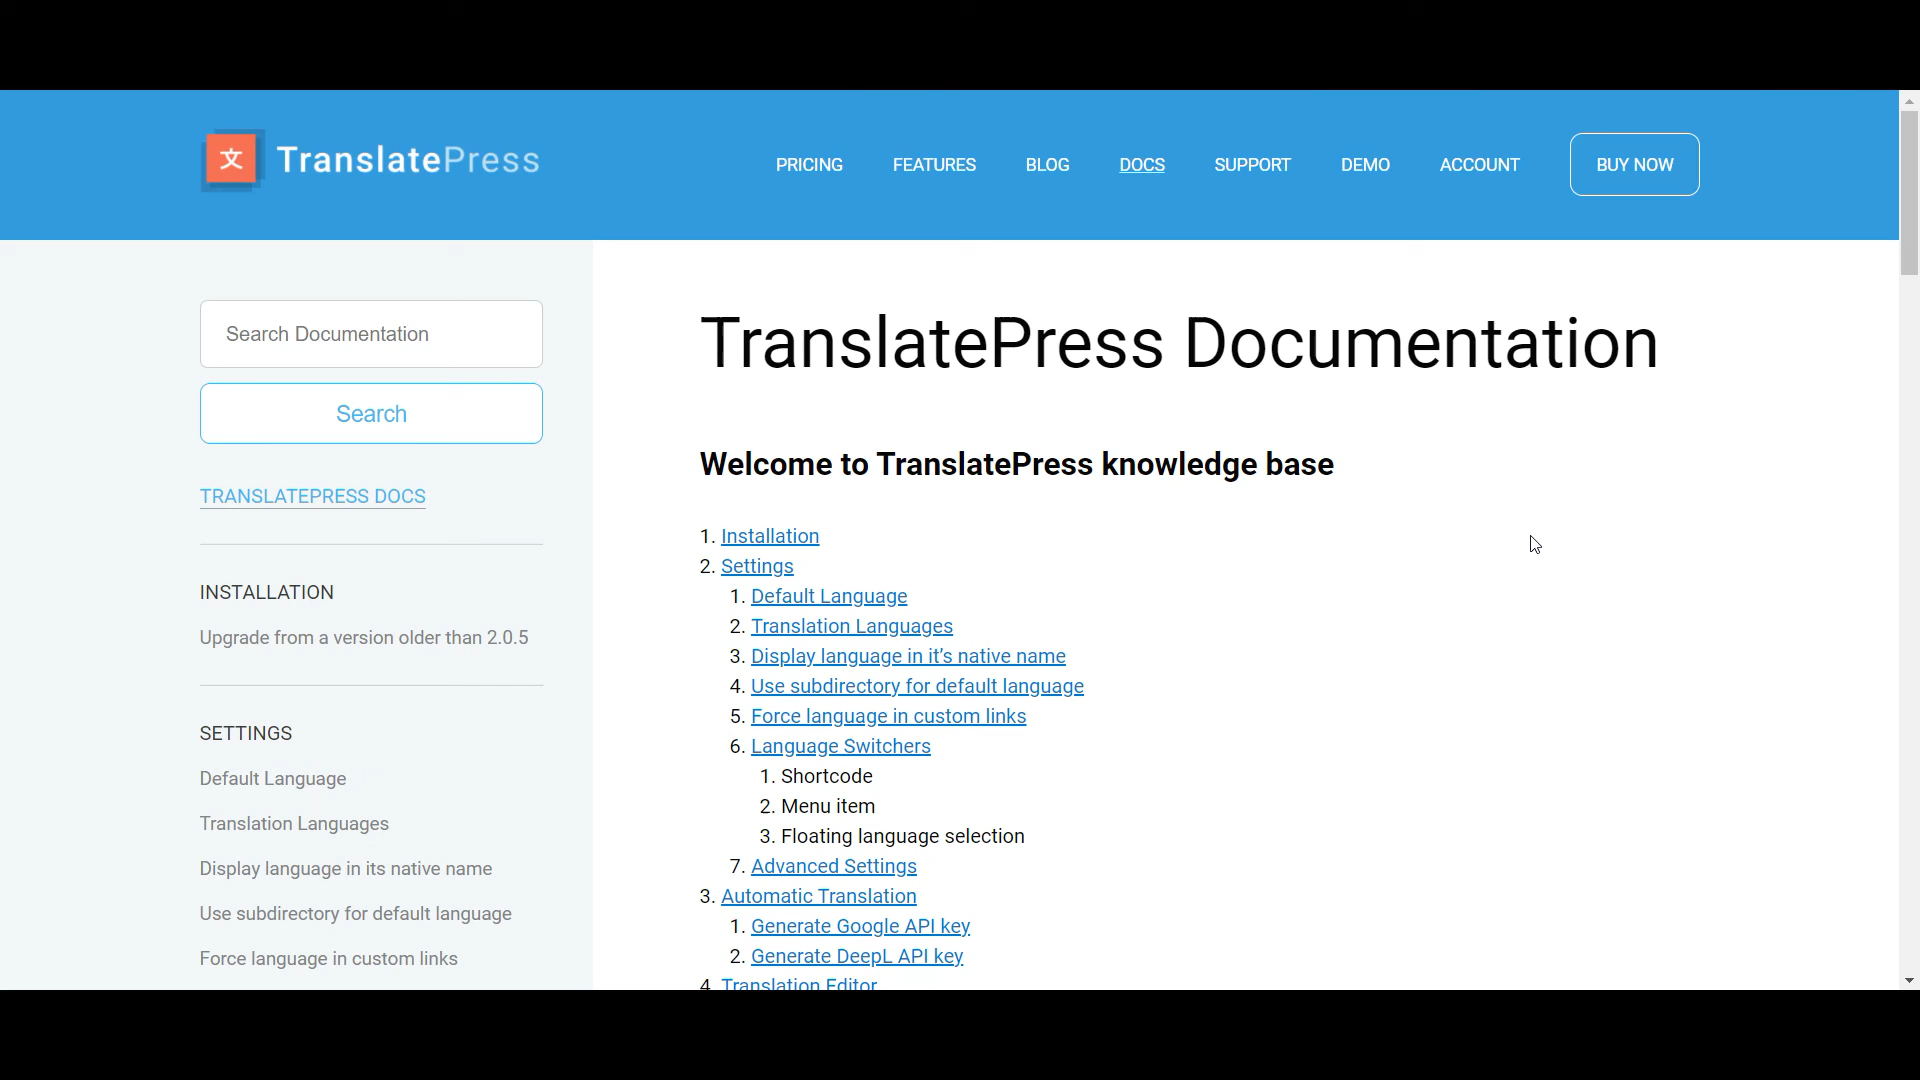 文 TranslatePress
PRICING FEATURES BLOG DOCS SUPPORT DEMO ACCOUNT BUY NOW
Search Documentation
Search
TRANSLATEPRESS DOCS
INSTALLATION
Upgrade from a version older than 2.0.5
SETTINGS
Default Language
Translation Languages
Display language in its native name
Use subdirectory for default language
Force language in custom links
TranslatePress Documentation
Welcome to TranslatePress knowledge base
1. Installation
2. Settings
1. Default Language
2. Translation Languages
3. Display language in it’s native name
4. Use subdirectory for default language
5. Force language in custom links
6. Language Switchers
1. Shortcode
2. Menu item
3. Floating language selection
7. Advanced Settings
3. Automatic Translation
1. Generate Google API key
2. Generate DeepL API key
4. Translation Editor